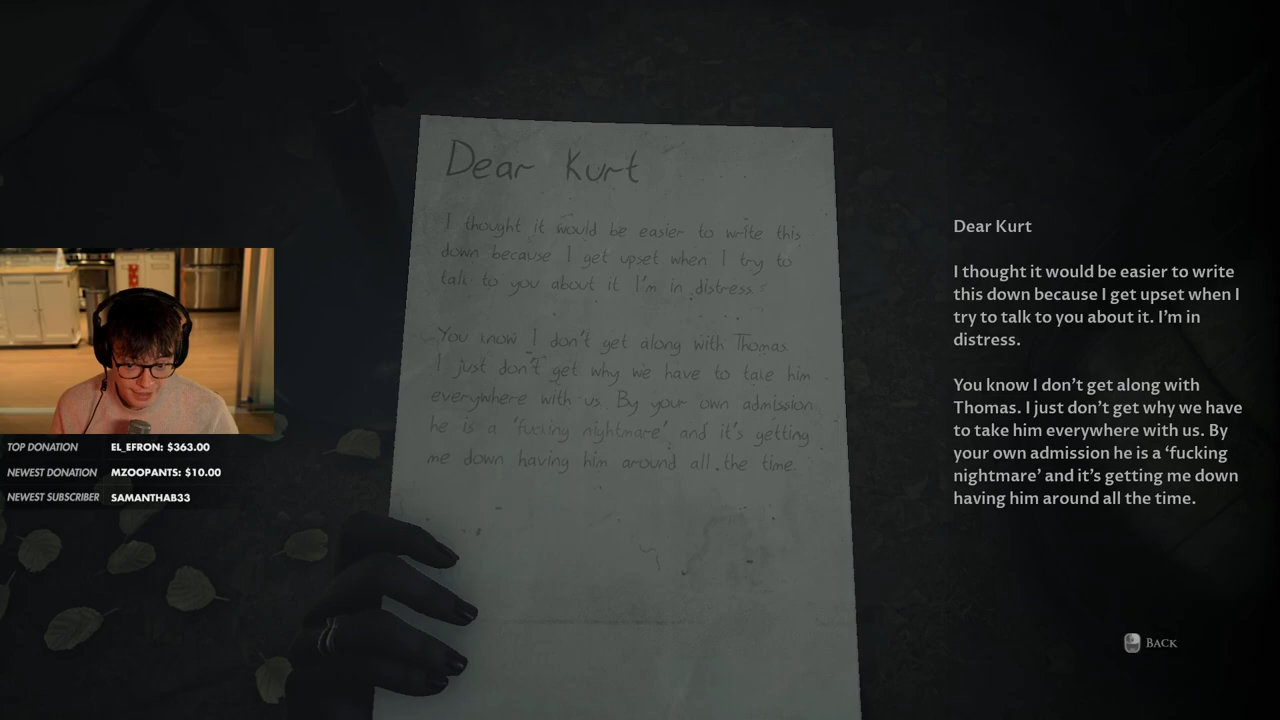 Dear Kurt
I thought it would be easier to write this
down because I get upset when I try to
talk to you about it I'm in distress.
You know I don't get along with Thomas.
I just don't get why we have to take him
everywhere with us. By your own admission
he is a 'fucking nightmare' and it's getting
me down having him around all the time.
Dear Kurt
I thought it would be easier to write
this down because I get upset when I
try to talk to you about it. I'm in
distress.
You know I don't get along with
Thomas. I just don't get why we have
to take him everywhere with us. By
your own admission he is a ‘fucking
nightmare’ and it's getting me down
having him around all the time.
TOP DONATION EL_EFRON: $363.00
NEWEST DONATION MZOOPANTS: $10.00
NEWEST SUBSCRIBER SAMANTHAB33
BACK